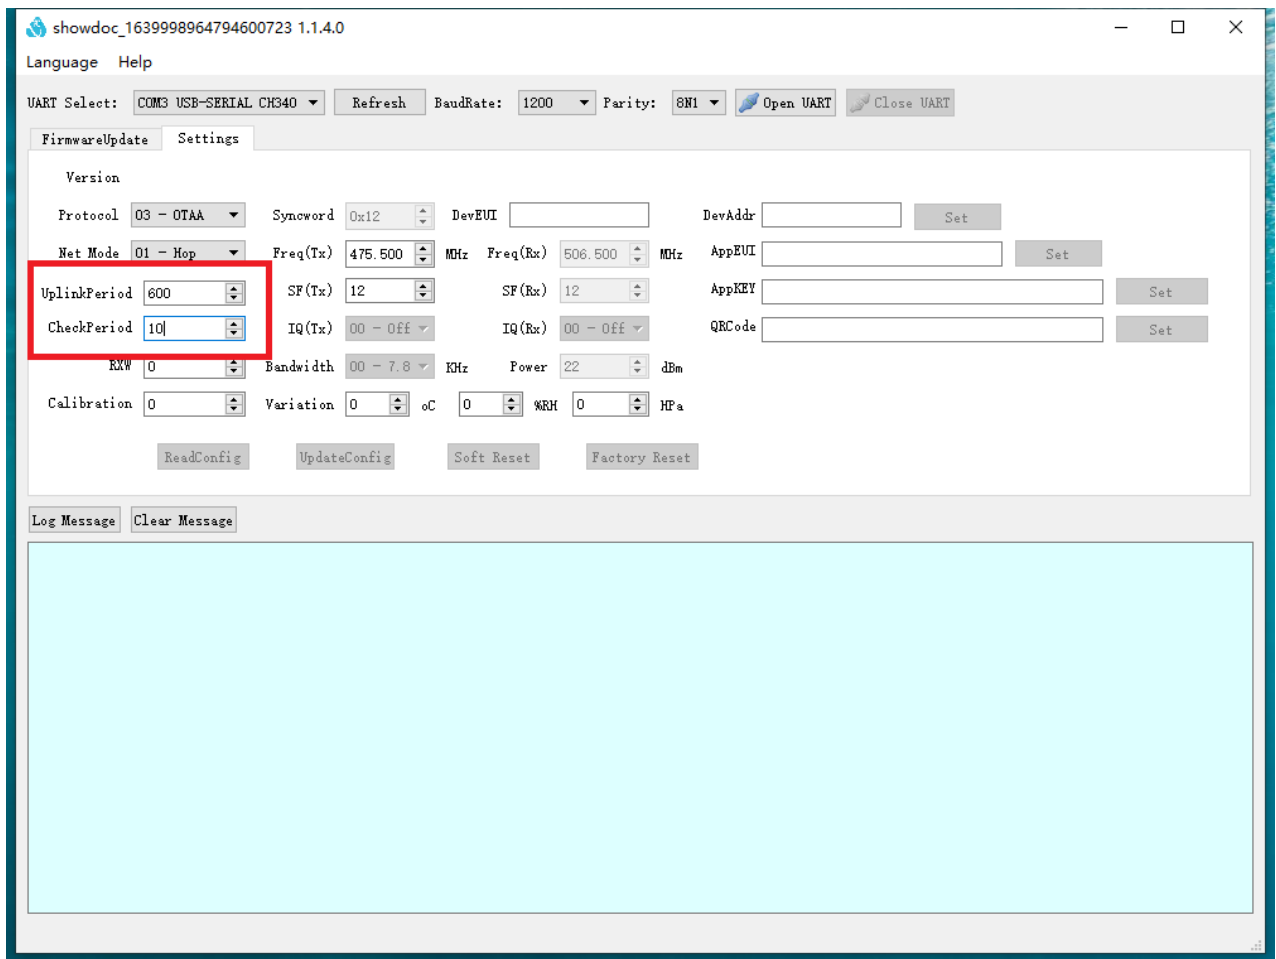 showdoc_1639998964794600723 1.1.4.0
Language Help
UART Select: COM3 USB-SERIAL CH340 Refresh BaudRate: 1200 Parity: 8N1 Open UART Close UART
FirmwareUpdate Settings
Version
Protocol 03 - OTAA Syncword 0x12 DevEUI DevAddr Set
Net Mode 01 - Hop Freq(Tx) 475.500 MHz Freq(Rx) 506.500 MHz AppEUI Set
UplinkPeriod 600 SF(Tx) 12 SF(Rx) 12 AppKEY Set
CheckPeriod 10 IQ(Tx) 00 - Off IQ(Rx) 00 - Off QRCode Set
RXW 0 Bandwidth 00 - 7.8 KHz Power 22 dBm
Calibration 0 Variation 0 oC 0 %RH 0 HPa
ReadConfig UpdateConfig Soft Reset Factory Reset
Log Message Clear Message